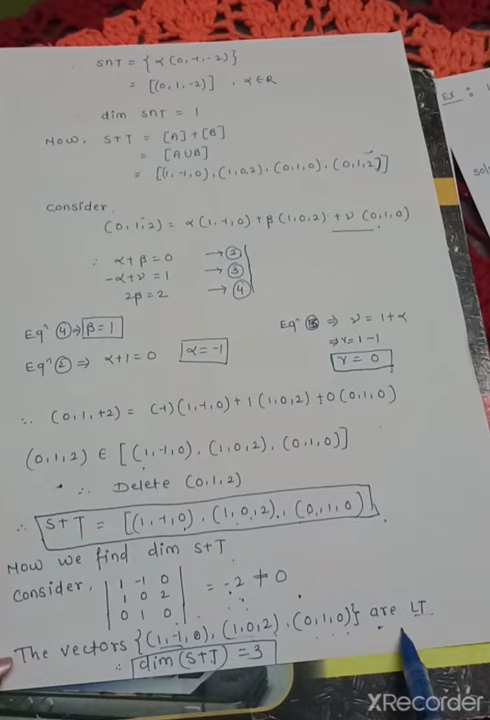 S∩T = { α(0,-1,-2)}
= [(0,1,-2)] , α∈R
dim S∩T = 1
Now, S+T = [A]+[B]
= [A∪B]
= [(1,-1,0), (1,0,2), (0,1,0), (0,1,2)]
Consider,
(0,1,2) = α(1,-1,0)+β(1,0,2)+ν(0,1,0)
∴ α+β=0 → ②
-α+ν=1 → ③
2β=2 → ④
Eqⁿ ④ ⇒ β=1
Eqⁿ ② ⇒ α+1=0 α=-1
Eqⁿ ③ ⇒ ν=1+α
⇒ r=1-1
r=0
∴ (0,1,+2) = (-1)(1,-1,0)+1(1,0,2)+0(0,1,0)
(0,1,2) ∈ [(1,-1,0), (1,0,2), (0,1,0)]
∴ Delete (0,1,2)
∴ S+T = [(1,-1,0), (1,0,2), (0,1,0)]
Now we find dim S+T
Consider, | 1 -1 0 |
| 1 0 2 | = -2 ≠ 0
| 0 1 0 |
The vectors {(1,-1,0), (1,0,2), (0,1,0)} are LI.
∴ dim(S+T) = 3
Ex:
XRecorder